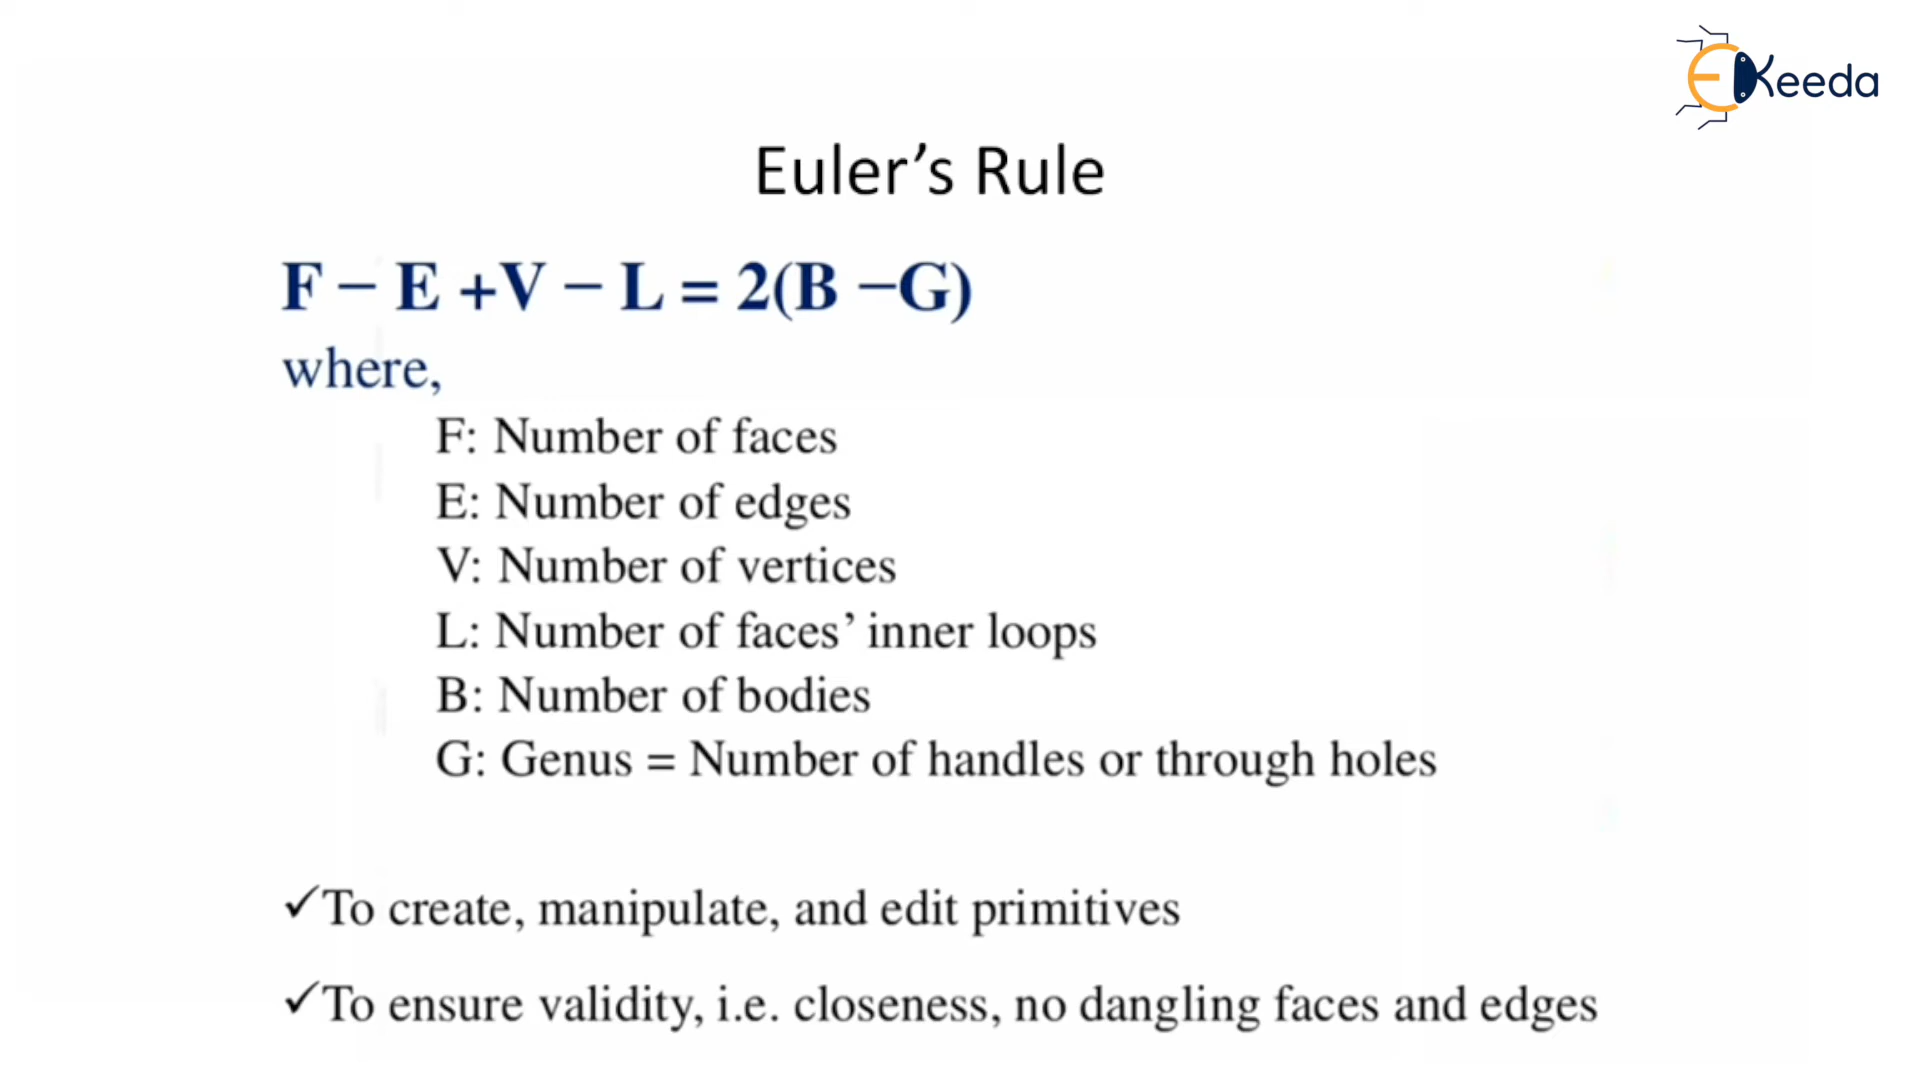 EKeeda
Euler’s Rule
F – E +V – L = 2(B –G)
where,
F: Number of faces
E: Number of edges
V: Number of vertices
L: Number of faces’ inner loops
B: Number of bodies
G: Genus = Number of handles or through holes
✓To create, manipulate, and edit primitives
✓To ensure validity, i.e. closeness, no dangling faces and edges